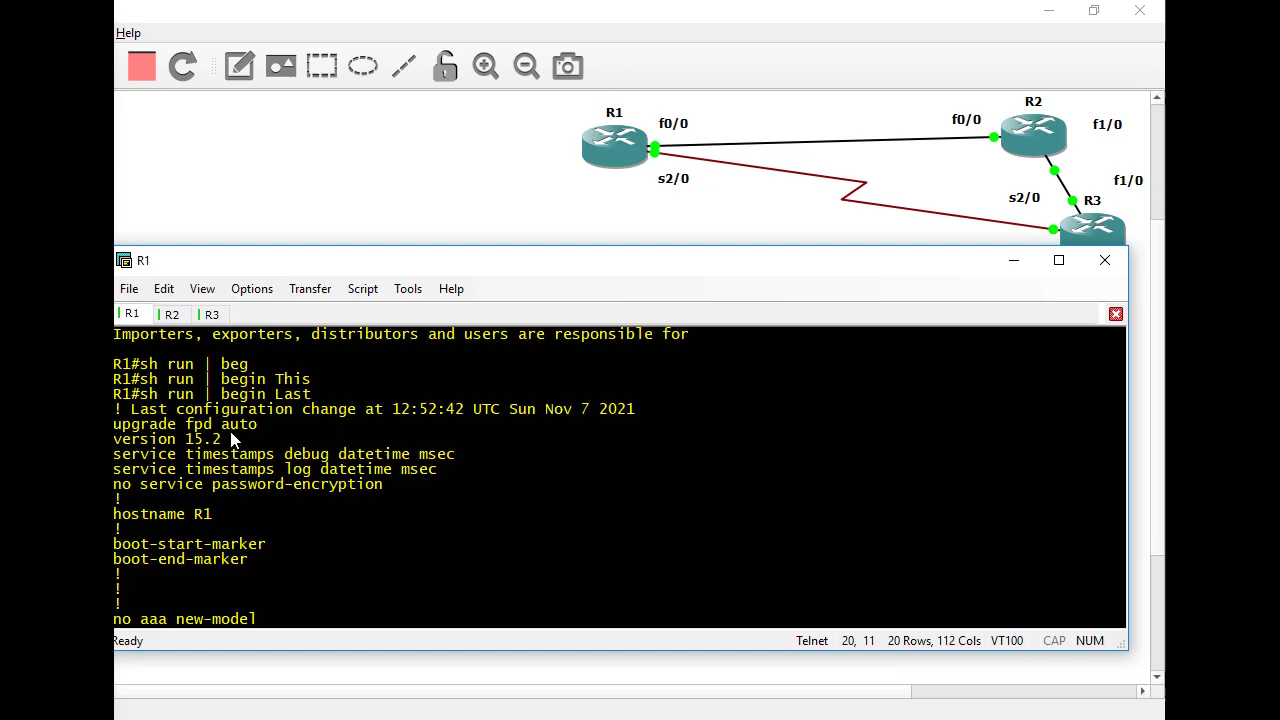 Help
R1
f0/0
s2/0
R2
f0/0
f1/0
f1/0
s2/0
R3
R1
File Edit View Options Transfer Script Tools Help
R1 R2 R3
Importers, exporters, distributors and users are responsible for
R1#sh run | beg
R1#sh run | begin This
R1#sh run | begin Last
! Last configuration change at 12:52:42 UTC Sun Nov 7 2021
upgrade fpd auto
version 15.2
service timestamps debug datetime msec
service timestamps log datetime msec
no service password-encryption
!
hostname R1
!
boot-start-marker
boot-end-marker
!
!
!
no aaa new-model
Ready Telnet 20, 11 20 Rows, 112 Cols VT100 CAP NUM